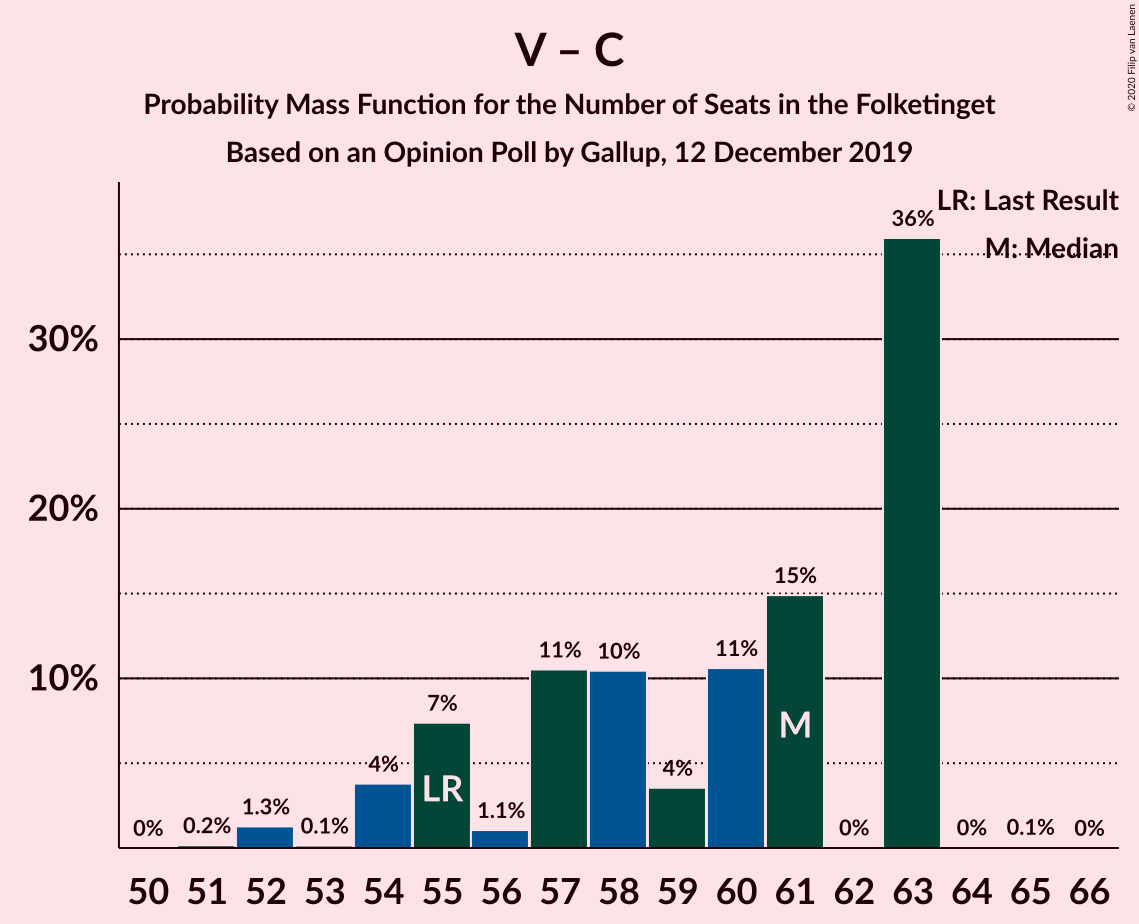 V – C
Probability Mass Function for the Number of Seats in the Folketinget
Based on an Opinion Poll by Gallup, 12 December 2019
© 2020 Filip van Laenen
LR: Last Result
M: Median
30%
20%
10%
0%
0.2%
1.3%
0.1%
4%
7%
1.1%
11%
10%
4%
11%
15%
0%
36%
0%
0.1%
0%
LR
M
50 51 52 53 54 55 56 57 58 59 60 61 62 63 64 65 66